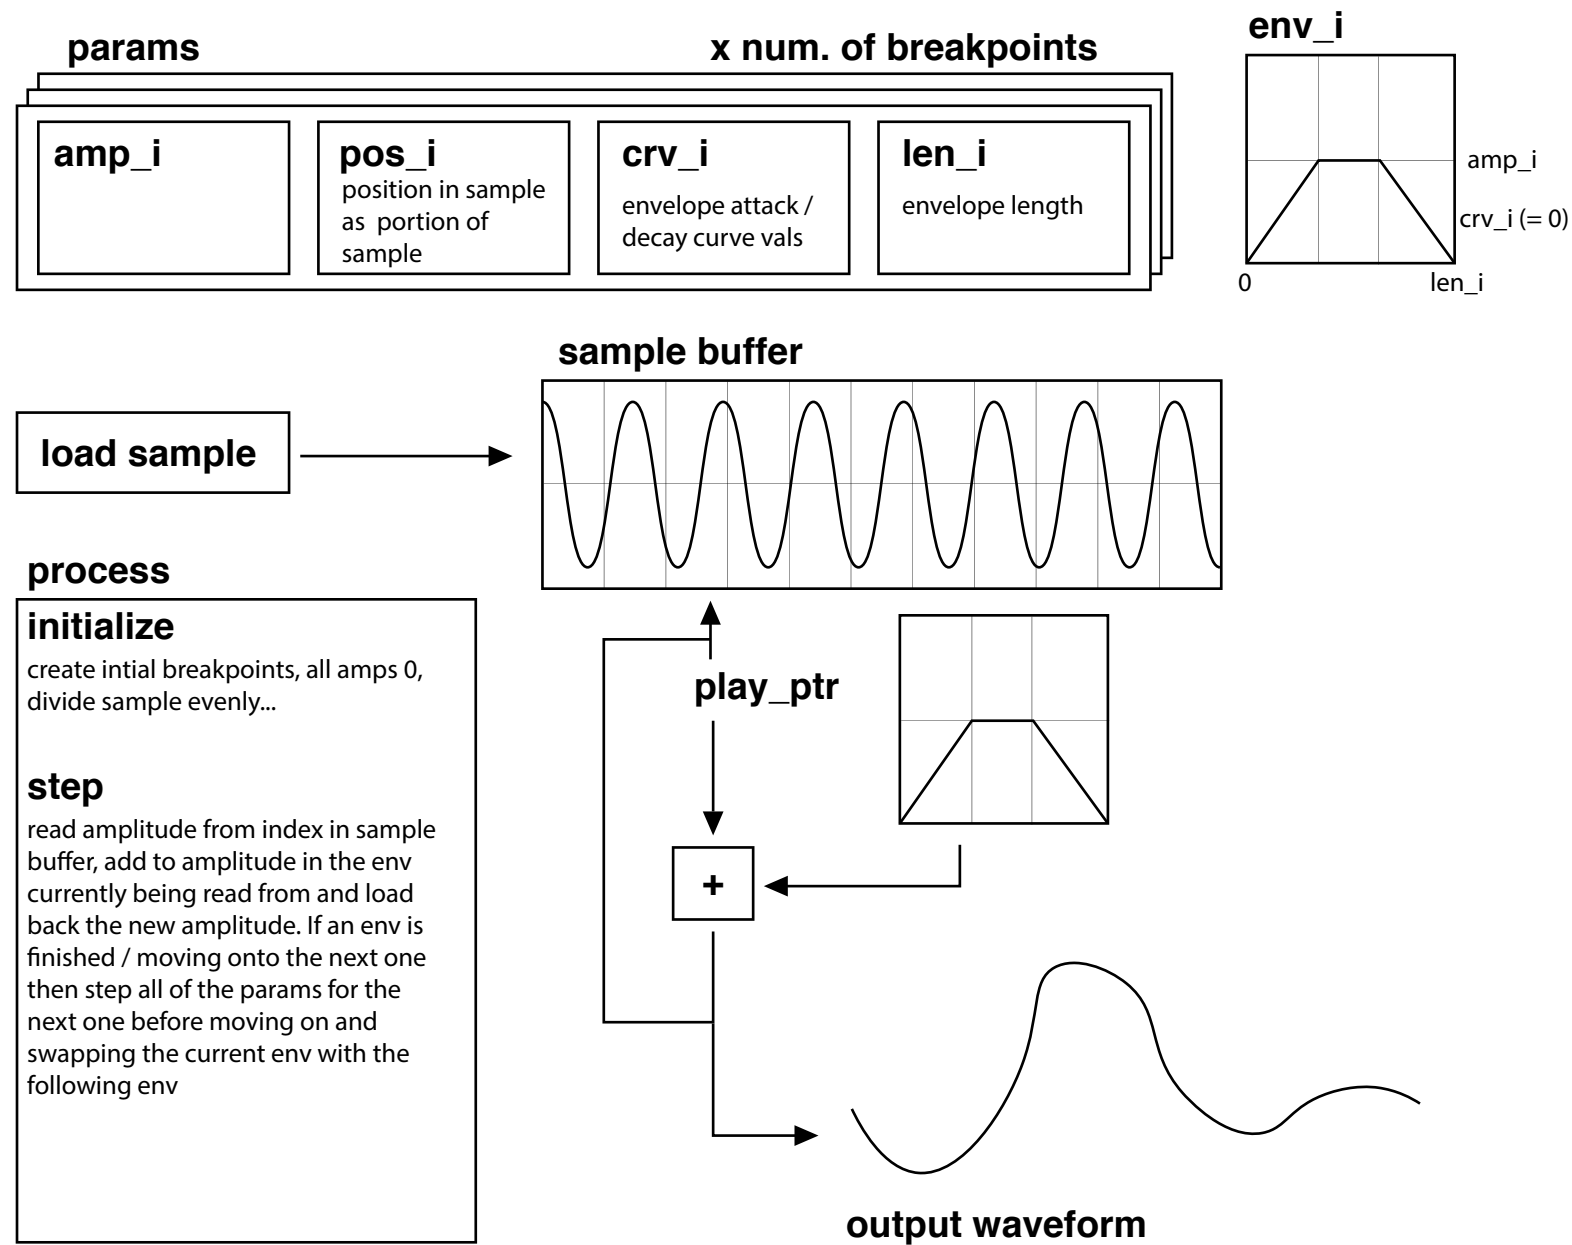 params
x num. of breakpoints
env_i
amp_i
pos_i
position in sample
as portion of
sample
crv_i
envelope attack /
decay curve vals
len_i
envelope length
amp_i
crv_i (= 0)
0
len_i
sample buffer
load sample
process
initialize
create intial breakpoints, all amps 0,
divide sample evenly...
step
read amplitude from index in sample
buffer, add to amplitude in the env
currently being read from and load
back the new amplitude. If an env is
finished / moving onto the next one
then step all of the params for the
next one before moving on and
swapping the current env with the
following env
play_ptr
+
output waveform